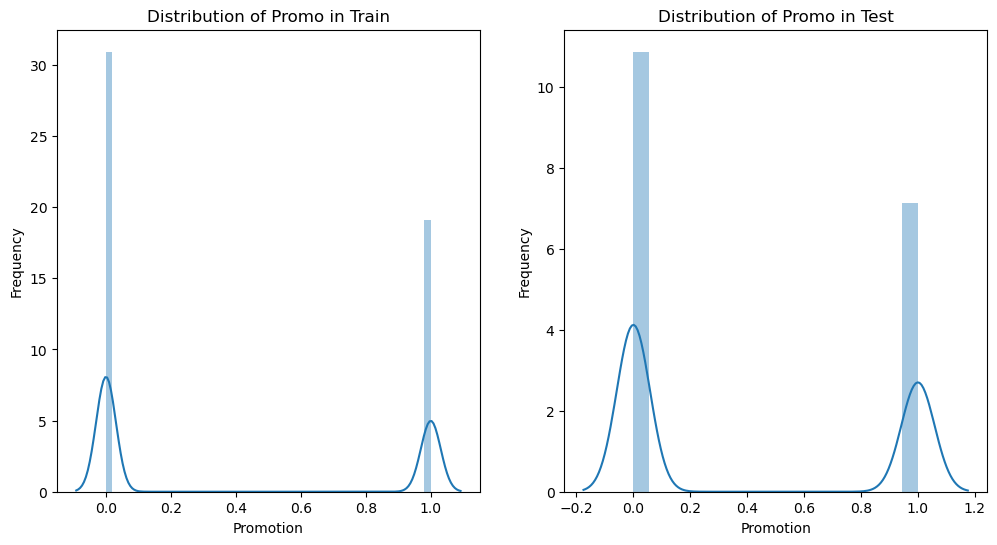 Distribution of Promo in Train
30
25
20
15
10
5
0
Frequency
0.0 0.2 0.4 0.6 0.8 1.0
Promotion
Distribution of Promo in Test
10
8
6
4
2
0
Frequency
−0.2 0.0 0.2 0.4 0.6 0.8 1.0 1.2
Promotion